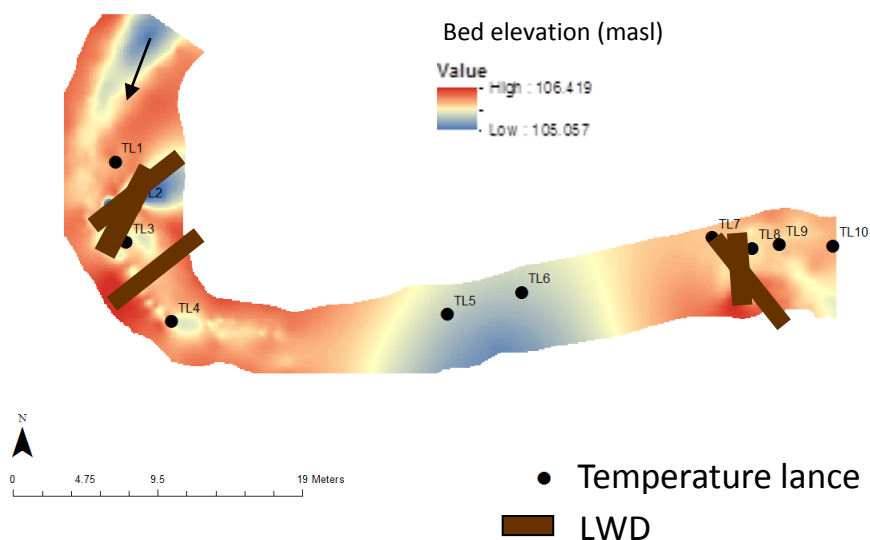 Bed elevation (masl)
Value
High : 106.419
Low : 105.057
TL1
L2
TL3
TL4
TL5
TL6
TL7
TL8
TL9
TL10
N
0
4.75
9.5
19 Meters
Temperature lance
LWD